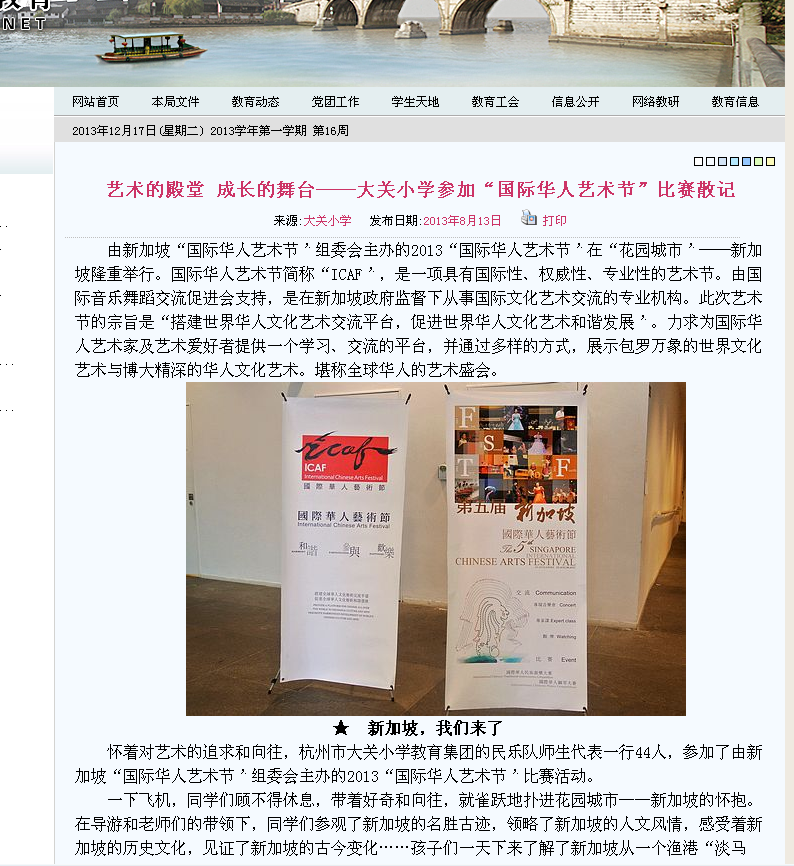 教育
NET
网站首页 本局文件 教育动态 党团工作 学生天地 教育工会 信息公开 网络教研 教育信息
2013年12月17日(星期二) 2013学年第一学期 第16周
艺术的殿堂 成长的舞台——大关小学参加“国际华人艺术节”比赛散记
来源:大关小学 发布日期:2013年8月13日 打印
由新加坡“国际华人艺术节”组委会主办的2013“国际华人艺术节”在“花园城市”——新加
坡隆重举行。国际华人艺术节简称“ICAF”，是一项具有国际性、权威性、专业性的艺术节。由国
际音乐舞蹈交流促进会支持，是在新加坡政府监督下从事国际文化艺术交流的专业机构。此次艺术
节的宗旨是“搭建世界华人文化艺术交流平台，促进世界华人文化艺术和谐发展”。力求为国际华
人艺术家及艺术爱好者提供一个学习、交流的平台，并通过多样的方式，展示包罗万象的世界文化
艺术与博大精深的华人文化艺术。堪称全球华人的艺术盛会。
icaf
ICAF
International Chinese Arts Festival
國際華人藝術節
國際華人藝術節
International Chinese Arts Festival
和諧 參與 歡樂
F
S
T F
第五届 新加坡
國際華人藝術節
The 5th SINGAPORE
INTERNATIONAL
CHINESE ARTS FESTIVAL
交流 Communication
Concert
Expert class
觀摩 Watching
比賽 Event
★ 新加坡，我们来了
怀着对艺术的追求和向往，杭州市大关小学教育集团的民乐队师生代表一行44人，参加了由新
加坡“国际华人艺术节”组委会主办的2013“国际华人艺术节”比赛活动。
一下飞机，同学们顾不得休息，带着好奇和向往，就雀跃地扑进花园城市——新加坡的怀抱。
在导游和老师们的带领下，同学们参观了新加坡的名胜古迹，领略了新加坡的人文风情，感受着新
加坡的历史文化，见证了新加坡的古今变化……孩子们一天下来了解了新加坡从一个渔港“淡马